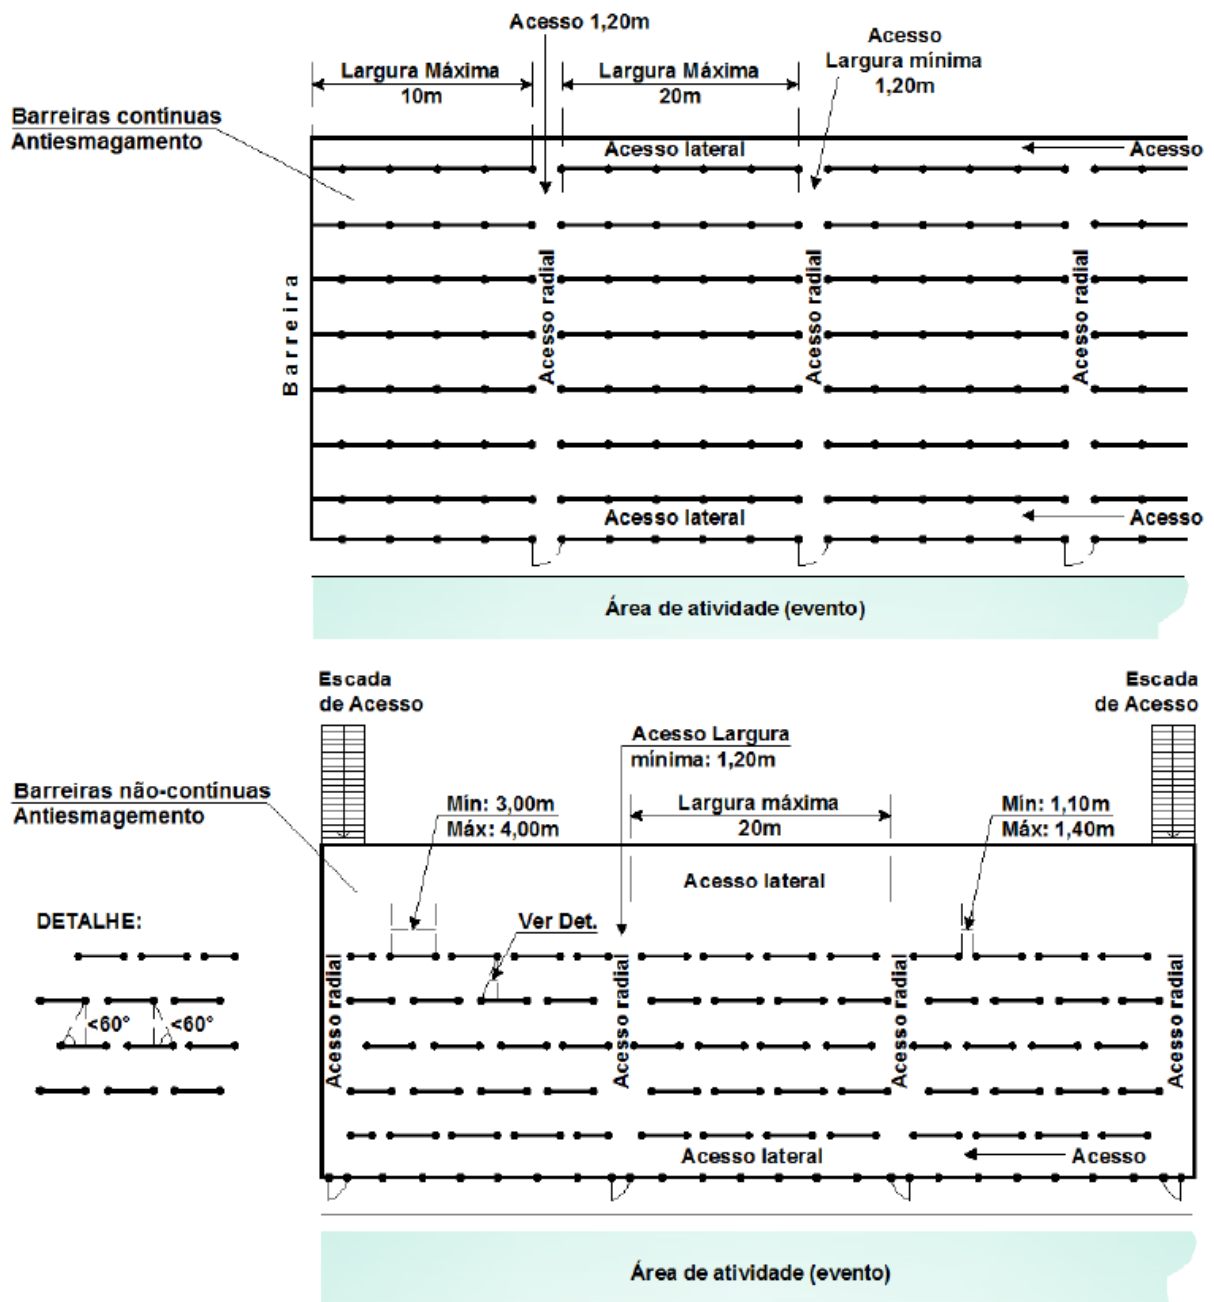 Acesso 1,20m
Acesso
Largura mínima
1,20m
Largura Máxima
10m
Largura Máxima
20m
Barreiras contínuas
Antiesmagamento
Acesso lateral
Acesso
Barreira
Acesso radial
Acesso radial
Acesso radial
Acesso lateral
Acesso
Área de atividade (evento)
Escada
de Acesso
Escada
de Acesso
Acesso Largura
mínima: 1,20m
Barreiras não-contínuas
Antiesmagemento
Mín: 3,00m
Máx: 4,00m
Largura máxima
20m
Mín: 1,10m
Máx: 1,40m
Acesso lateral
DETALHE:
Ver Det.
<60°
<60°
Acesso radial
Acesso radial
Acesso radial
Acesso radial
Acesso lateral
Acesso
Área de atividade (evento)